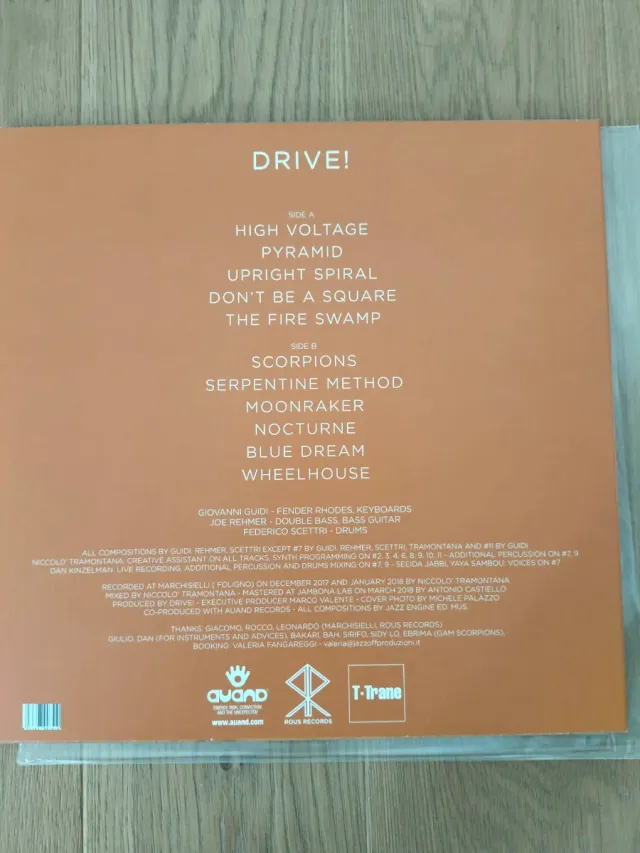 DRIVE!
SIDE A
HIGH VOLTAGE
PYRAMID
UPRIGHT SPIRAL
DON'T BE A SQUARE
THE FIRE SWAMP
SIDE B
SCORPIONS
SERPENTINE METHOD
MOONRAKER
NOCTURNE
BLUE DREAM
WHEELHOUSE
GIOVANNI GUIDI - FENDER RHODES, KEYBOARDS
JOE REHMER - DOUBLE BASS, BASS GUITAR
FEDERICO SCETTRI - DRUMS
ALL COMPOSITIONS BY GUIDI, REHMER, SCETTRI EXCEPT #7 BY GUIDI, REHMER, SCETTRI, TRAMONTANA AND #11 BY GUIDI
NICCOLO' TRAMONTANA: CREATIVE ASSISTANT ON ALL TRACKS, SYNTH PROGRAMMING ON #2, 3, 4, 6, 8, 9, 10, 11 - ADDITIONAL PERCUSSION ON #7, 9
DAN KINZELMAN: LIVE RECORDING, ADDITIONAL PERCUSSION AND DRUMS MIXING ON #7, 9 - SEEIDA JABBI, YAYA SAMBOU: VOICES ON #7
RECORDED AT MARCHISIELLI ( FOLIGNO) ON DECEMBER 2017 AND JANUARY 2018 BY NICCOLO' TRAMONTANA
MIXED BY NICCOLO' TRAMONTANA - MASTERED AT JAMBONA LAB ON MARCH 2018 BY ANTONIO CASTIELLO
PRODUCED BY DRIVE! - EXECUTIVE PRODUCER MARCO VALENTE - COVER PHOTO BY MICHELE PALAZZO
CO-PRODUCED WITH AUAND RECORDS - ALL COMPOSITIONS BY JAZZ ENGINE ED. MUS.
THANKS: GIACOMO, ROCCO, LEONARDO (MARCHISIELLI, ROUS RECORDS)
GIULIO, DAN (FOR INSTRUMENTS AND ADVICES), BAKARI, BAH, SIRIFO, SIDY LO, EBRIMA (GAM SCORPIONS),
BOOKING: VALERIA FANGAREGGI - valeria@jazzoffproduzioni.it
AUAND
AND THE UNEXPECTED
www.auand.com
ROUS RECORDS
T•Trane